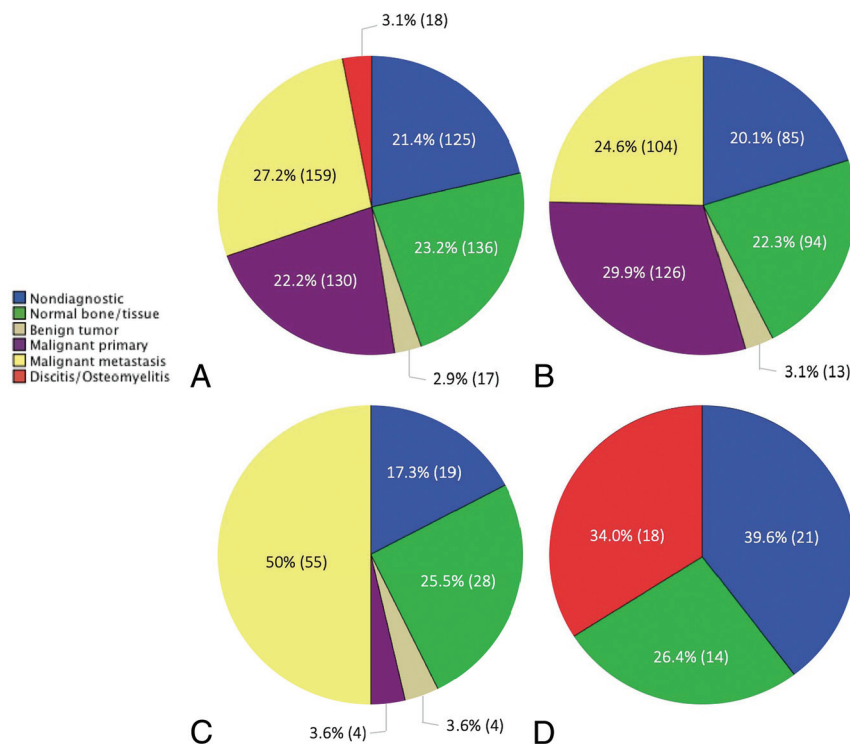 3.1% (18)
21.4% (125)
27.2% (159)
23.2% (136)
22.2% (130)
2.9% (17)
A
20.1% (85)
24.6% (104)
22.3% (94)
29.9% (126)
3.1% (13)
B
Nondiagnostic
Normal bone/tissue
Benign tumor
Malignant primary
Malignant metastasis
Discitis/Osteomyelitis
17.3% (19)
50% (55)
25.5% (28)
3.6% (4)
3.6% (4)
C
34.0% (18)
39.6% (21)
26.4% (14)
D